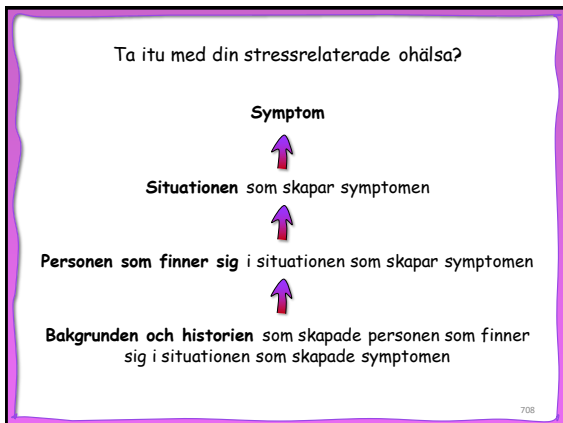 Ta itu med din stressrelaterade ohälsa?
Symptom
Situationen som skapar symptomen
Personen som finner sig i situationen som skapar symptomen
Bakgrunden och historien som skapade personen som finner
sig i situationen som skapade symptomen
708